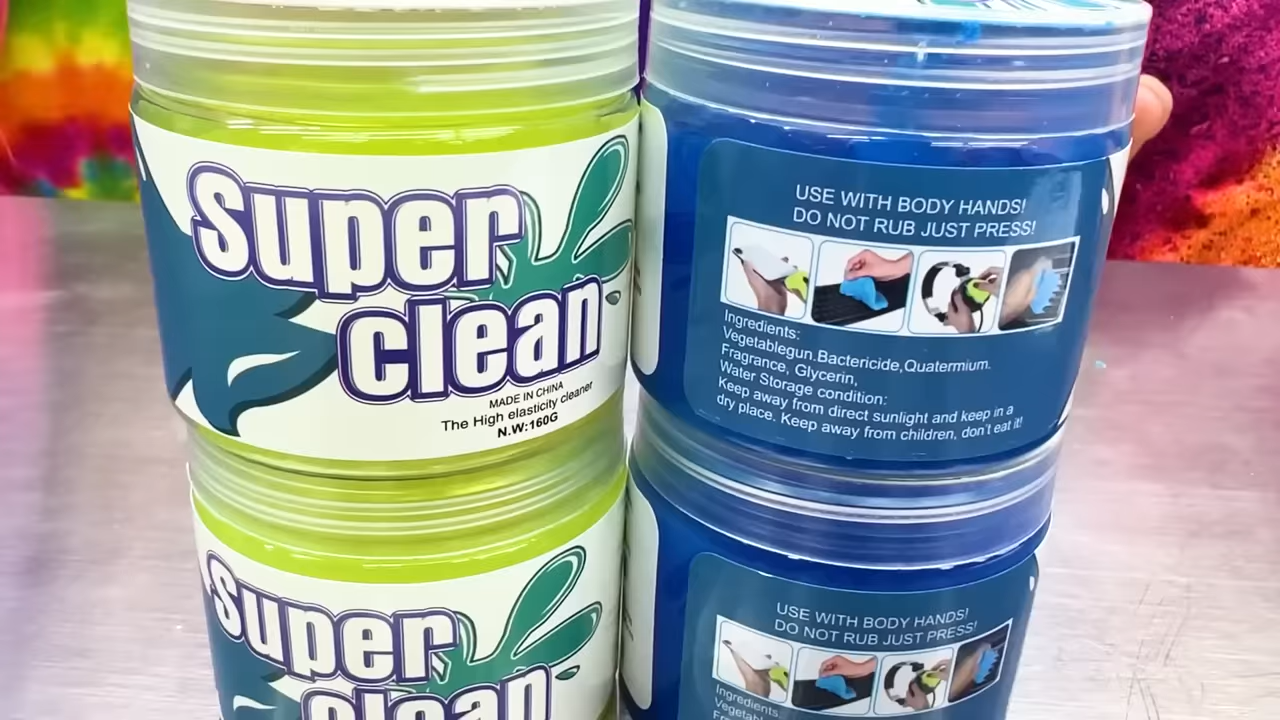 Super
clean
MADE IN CHINA
The High elasticity cleaner
N.W:160G
USE WITH BODY HANDS!
DO NOT RUB JUST PRESS!
Ingredients:
Vegetablegun.Bactericide,Quatermium.
Fragrance, Glycerin,
Water Storage condition:
Keep away from direct sunlight and keep in a
dry place. Keep away from children, don't eat it!
Super
clean
USE WITH BODY HANDS!
DO NOT RUB JUST PRESS!
Ingredients